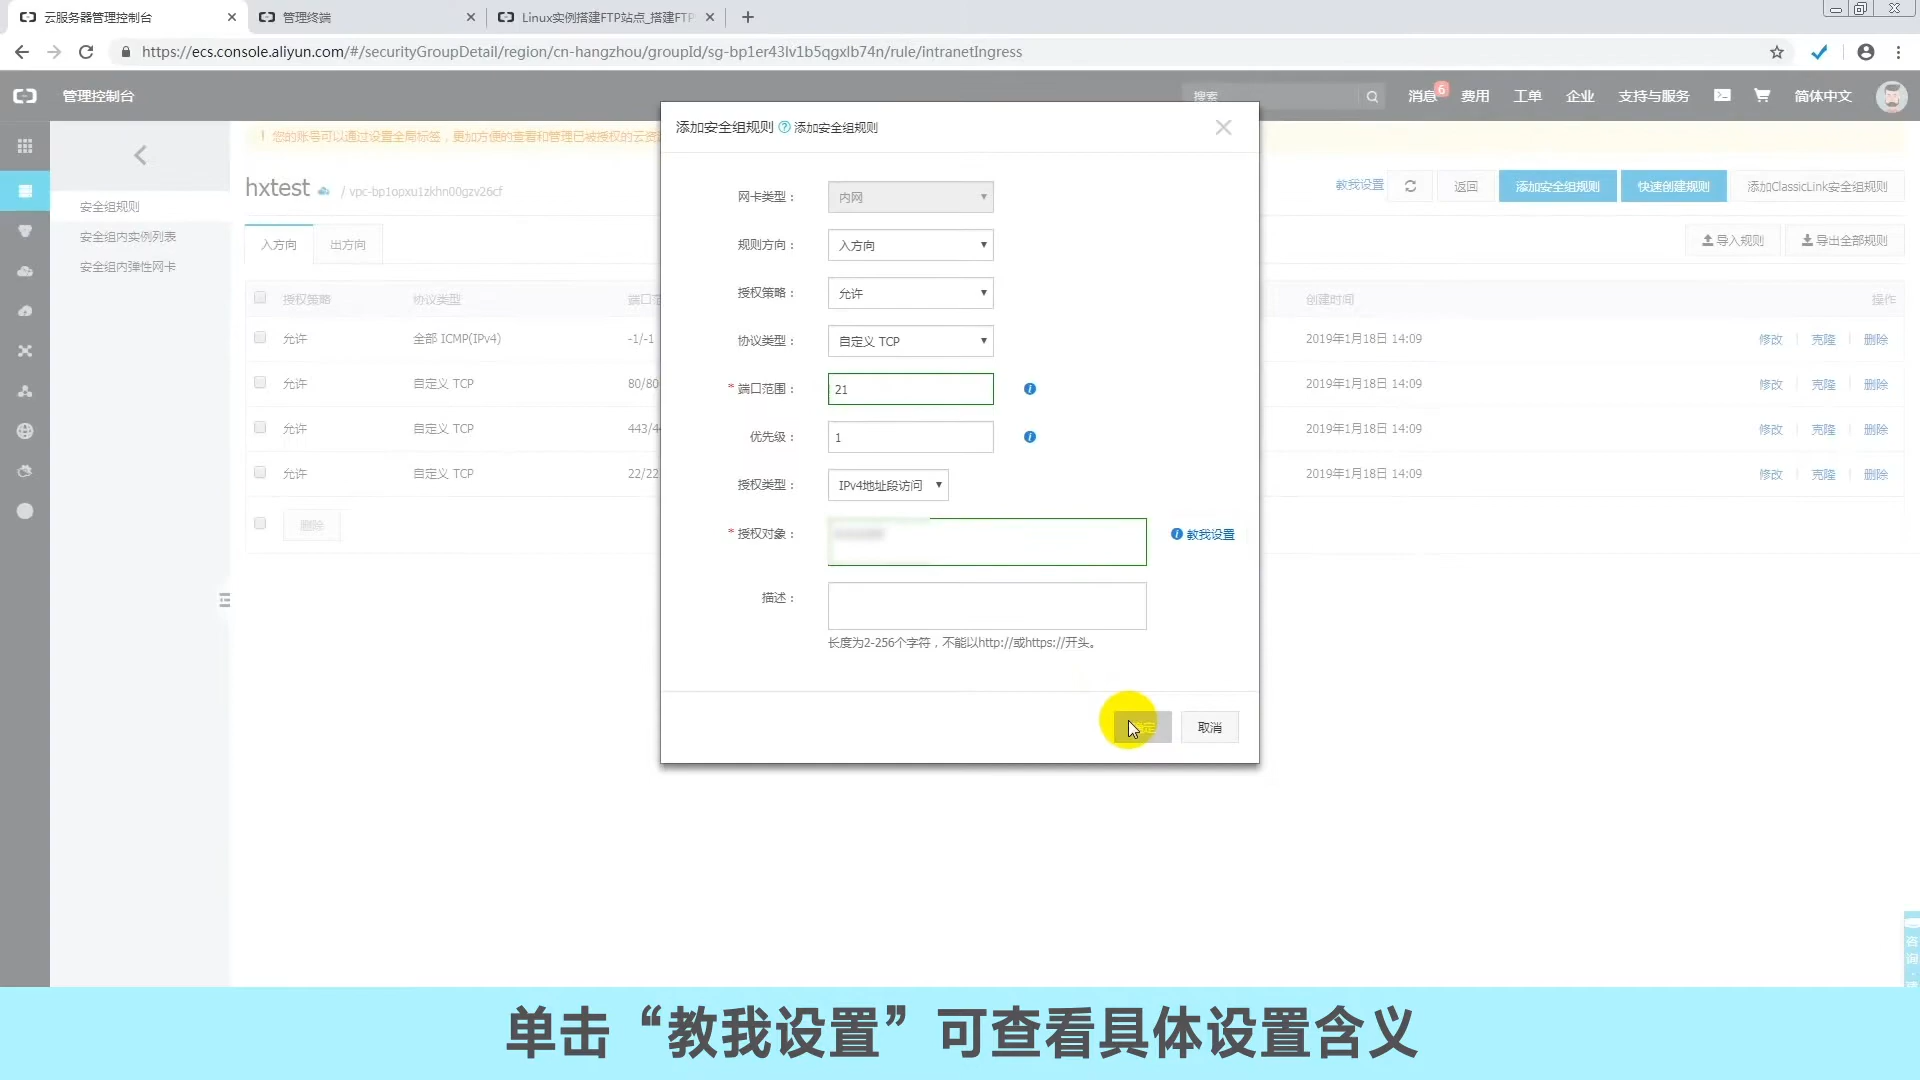 云服务器管理控制台
管理终端
Linux实例搭建FTP站点_搭建FTP
https://ecs.console.aliyun.com/#/securityGroupDetail/region/cn-hangzhou/groupId/sg-bp1er43lv1b5qgxlb74n/rule/intranetIngress
管理控制台
搜索
消息 6 费用 工单 企业 支持与服务 简体中文
您的账号可以通过设置全局标签，更加方便的查看和管理已被授权的云资
hxtest / vpc-bp1opxu1zkhn00gzv26cf
教我设置 返回 添加安全组规则 快速创建规则 添加ClassicLink安全组规则
安全组规则
安全组内实例列表
安全组内弹性网卡
入方向 出方向
导入规则 导出全部规则
授权策略 协议类型 端口范 创建时间 操作
允许 全部 ICMP(IPv4) -1/-1 2019年1月18日 14:09 修改 克隆 删除
允许 自定义 TCP 80/80 2019年1月18日 14:09 修改 克隆 删除
允许 自定义 TCP 443/4 2019年1月18日 14:09 修改 克隆 删除
允许 自定义 TCP 22/22 2019年1月18日 14:09 修改 克隆 删除
删除
添加安全组规则 添加安全组规则
网卡类型： 内网
规则方向： 入方向
授权策略： 允许
协议类型： 自定义 TCP
* 端口范围： 21
优先级： 1
授权类型： IPv4地址段访问
* 授权对象： 教我设置
描述：
长度为2-256个字符，不能以http://或https://开头。
取消
咨询
单击“教我设置”可查看具体设置含义